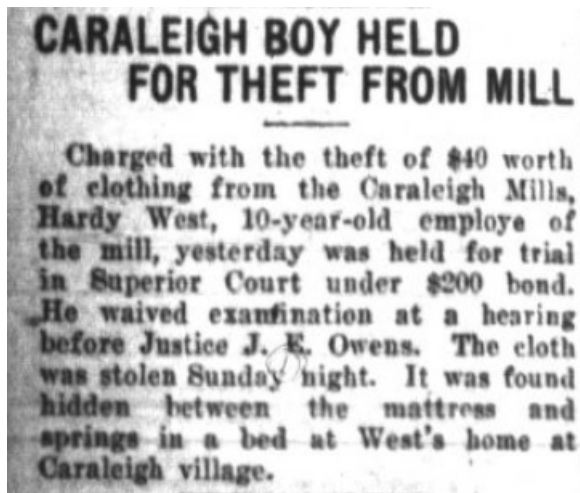 CARALEIGH BOY HELD
FOR THEFT FROM MILL
Charged with the theft of $40 worth
of clothing from the Caraleigh Mills,
Hardy West, 10-year-old employe of
the mill, yesterday was held for trial
in Superior Court under $200 bond.
He waived examination at a hearing
before Justice J. E. Owens. The cloth
was stolen Sunday night. It was found
hidden between the mattress and
springs in a bed at West's home at
Caraleigh village.